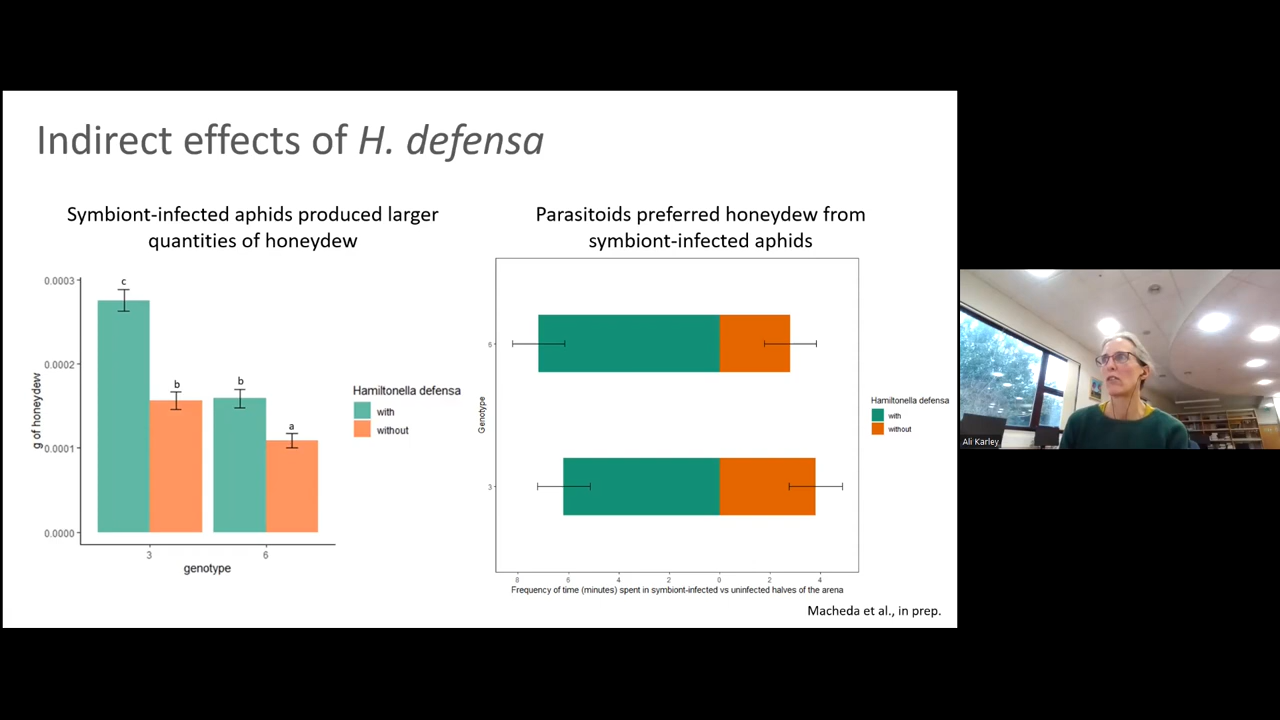 Indirect effects of H. defensa
Symbiont-infected aphids produced larger
quantities of honeydew
g of honeydew
0.0003
0.0002
0.0001
0.0000
c
b
b
a
3
6
genotype
Hamiltonella defensa
with
without
Parasitoids preferred honeydew from
symbiont-infected aphids
Genotype
6
3
8
6
4
2
0
2
4
Frequency of time (minutes) spent in symbiont-infected vs uninfected halves of the arena
Hamiltonella defensa
with
without
Macheda et al., in prep.
Ali Karley